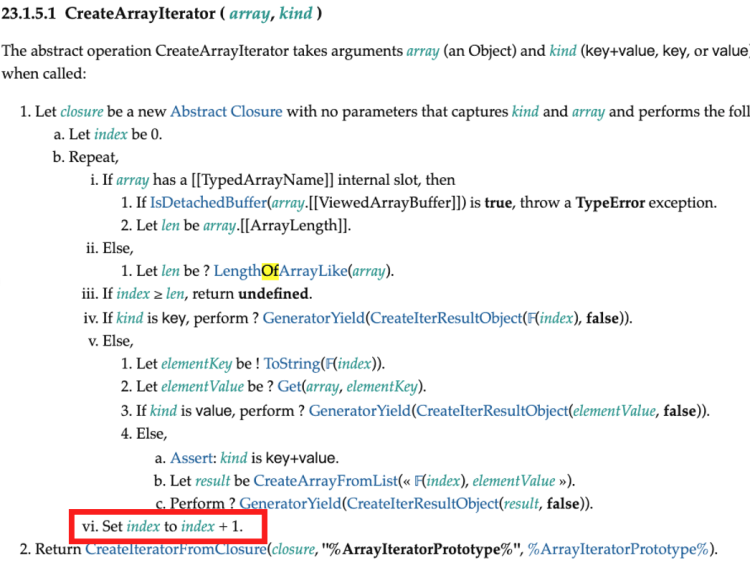 23.1.5.1 CreateArrayIterator ( array, kind )
The abstract operation CreateArrayIterator takes arguments array (an Object) and kind (key+value, key, or value
when called:
1. Let closure be a new Abstract Closure with no parameters that captures kind and array and performs the foll
a. Let index be 0.
b. Repeat,
i. If array has a [[TypedArrayName]] internal slot, then
1. If IsDetachedBuffer(array.[[ViewedArrayBuffer]]) is true, throw a TypeError exception.
2. Let len be array.[[ArrayLength]].
ii. Else,
1. Let len be ? LengthOfArrayLike(array).
iii. If index ≥ len, return undefined.
iv. If kind is key, perform ? GeneratorYield(CreateIterResultObject(𝔽(index), false)).
v. Else,
1. Let elementKey be ! ToString(𝔽(index)).
2. Let elementValue be ? Get(array, elementKey).
3. If kind is value, perform ? GeneratorYield(CreateIterResultObject(elementValue, false)).
4. Else,
a. Assert: kind is key+value.
b. Let result be CreateArrayFromList(« 𝔽(index), elementValue »).
c. Perform ? GeneratorYield(CreateIterResultObject(result, false)).
vi. Set index to index + 1.
2. Return CreateIteratorFromClosure(closure, "%ArrayIteratorPrototype%", %ArrayIteratorPrototype%).